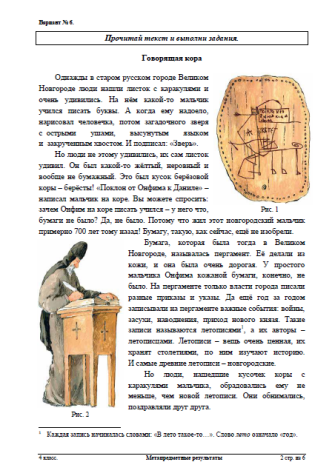 Вариант № 6.
Прочитай текст и выполни задания.
Говорящая кора
Однажды в старом русском городе Великом
Новгороде люди нашли листок с каракулями и
очень удивились. На нём какой-то мальчик
учился писать буквы. А когда ему надоело,
нарисовал человечка, потом загадочного зверя
с острыми ушами, высунутым языком
и закрученным хвостом. И подписал: «Зверь».
Но люди не этому удивились, их сам листок
удивил. Он был какой-то жёлтый, неровный и
вообще не бумажный. Это был кусок берёзовой
коры – берёсты! «Поклон от Онфима к Даниле» –
написал мальчик на коре. Вы можете спросить:
зачем Онфим на коре писать учился – у него что,
бумаги не было? Да, не было. Потому что жил этот новгородский мальчик
примерно 700 лет тому назад! Бумагу, такую, как сейчас, ещё не изобрели.
Рис. 1
Бумага, которая была тогда в Великом
Новгороде, называлась пергамент. Её делали из
кожи, и она была очень дорогая. У простого
мальчика Онфима кожаной бумаги, конечно, не
было. На пергаменте только власти города писали
разные приказы и указы. Да ещё год за годом
записывали на пергаменте важные события: войны,
засухи, наводнения, приход нового князя. Такие
записи называются летописями¹, а их авторы –
летописцами. Летописи – вещь очень ценная, их
хранят столетиями, по ним изучают историю.
И самые древние летописи – новгородские.
Но люди, нашедшие кусочек коры с
каракулями мальчика, обрадовались ему не
меньше, чем новой летописи. Они обнимались,
поздравляли друг друга.
Рис. 2
¹ Каждая запись начиналась словами: «В лето такое-то…». Слово лето означало «год».
4 класс. Метапредметные результаты 2 стр. из 6